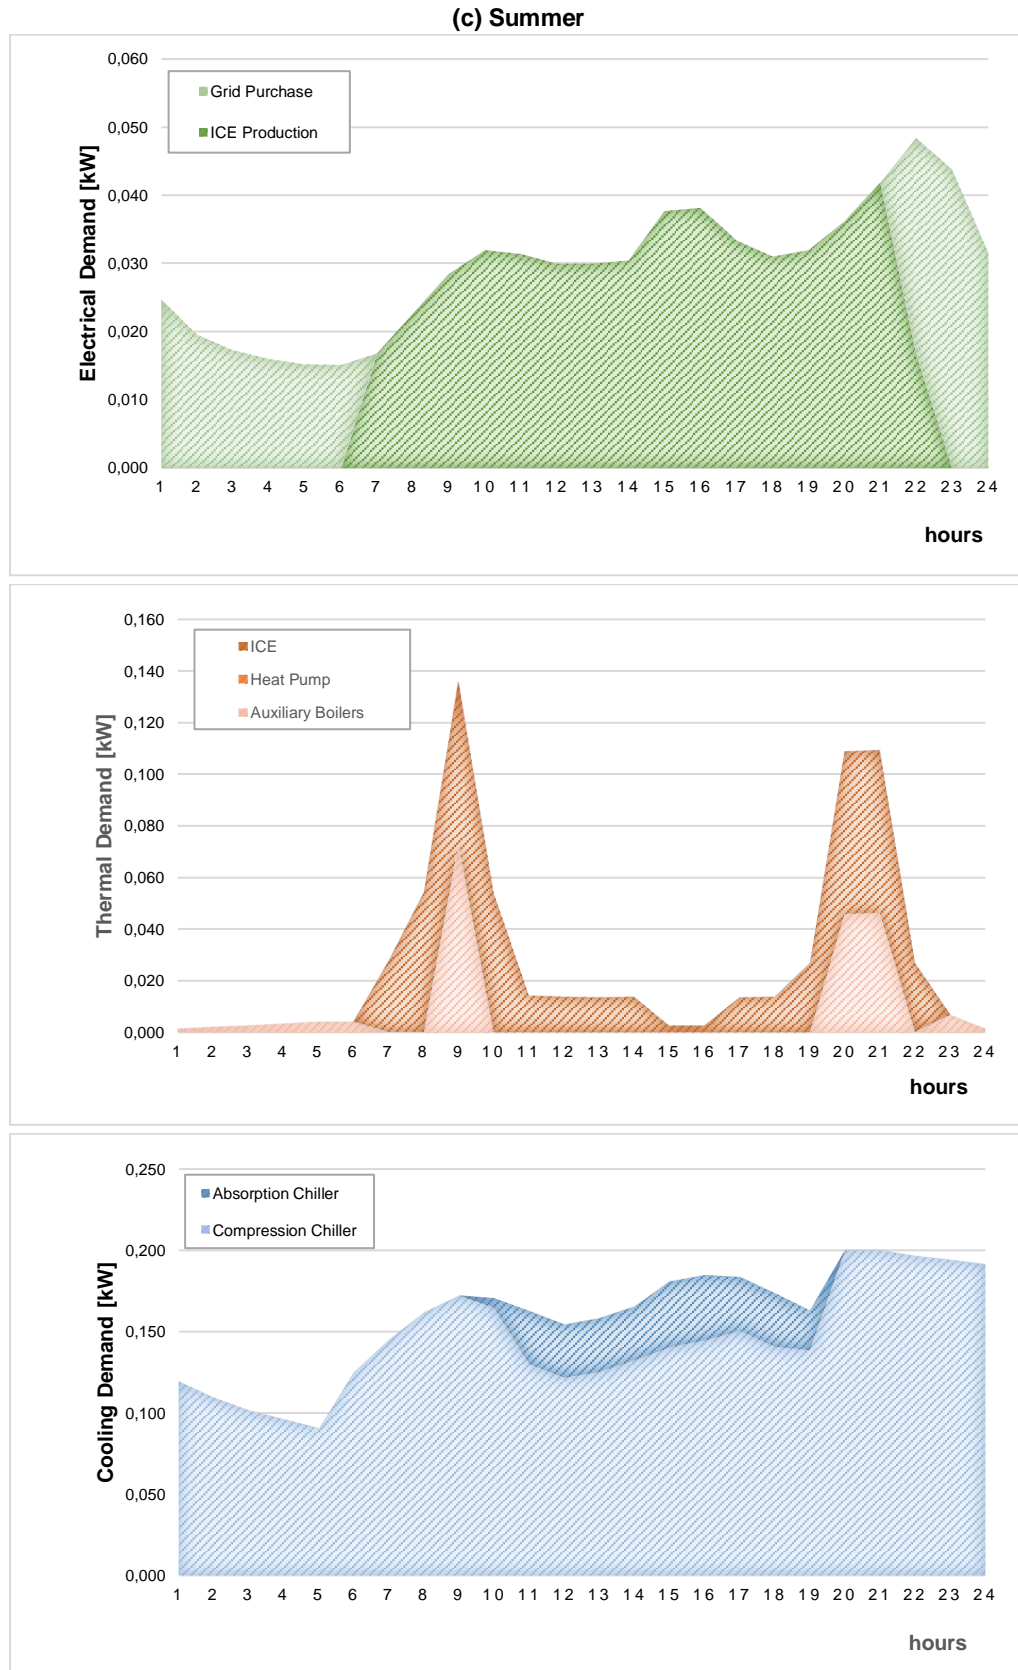 (c) Summer
0,060
0,050
0,040
0,030
0,020
0,010
0,000
Grid Purchase
ICE Production
Electrical Demand [kW]
1 2 3 4 5 6 7 8 9 10 11 12 13 14 15 16 17 18 19 20 21 22 23 24
hours
0,160
0,140
0,120
0,100
0,080
0,060
0,040
0,020
0,000
ICE
Heat Pump
Auxiliary Boilers
Thermal Demand [kW]
1 2 3 4 5 6 7 8 9 10 11 12 13 14 15 16 17 18 19 20 21 22 23 24
hours
0,250
0,200
0,150
0,100
0,050
0,000
Absorption Chiller
Compression Chiller
Cooling Demand [kW]
1 2 3 4 5 6 7 8 9 10 11 12 13 14 15 16 17 18 19 20 21 22 23 24
hours